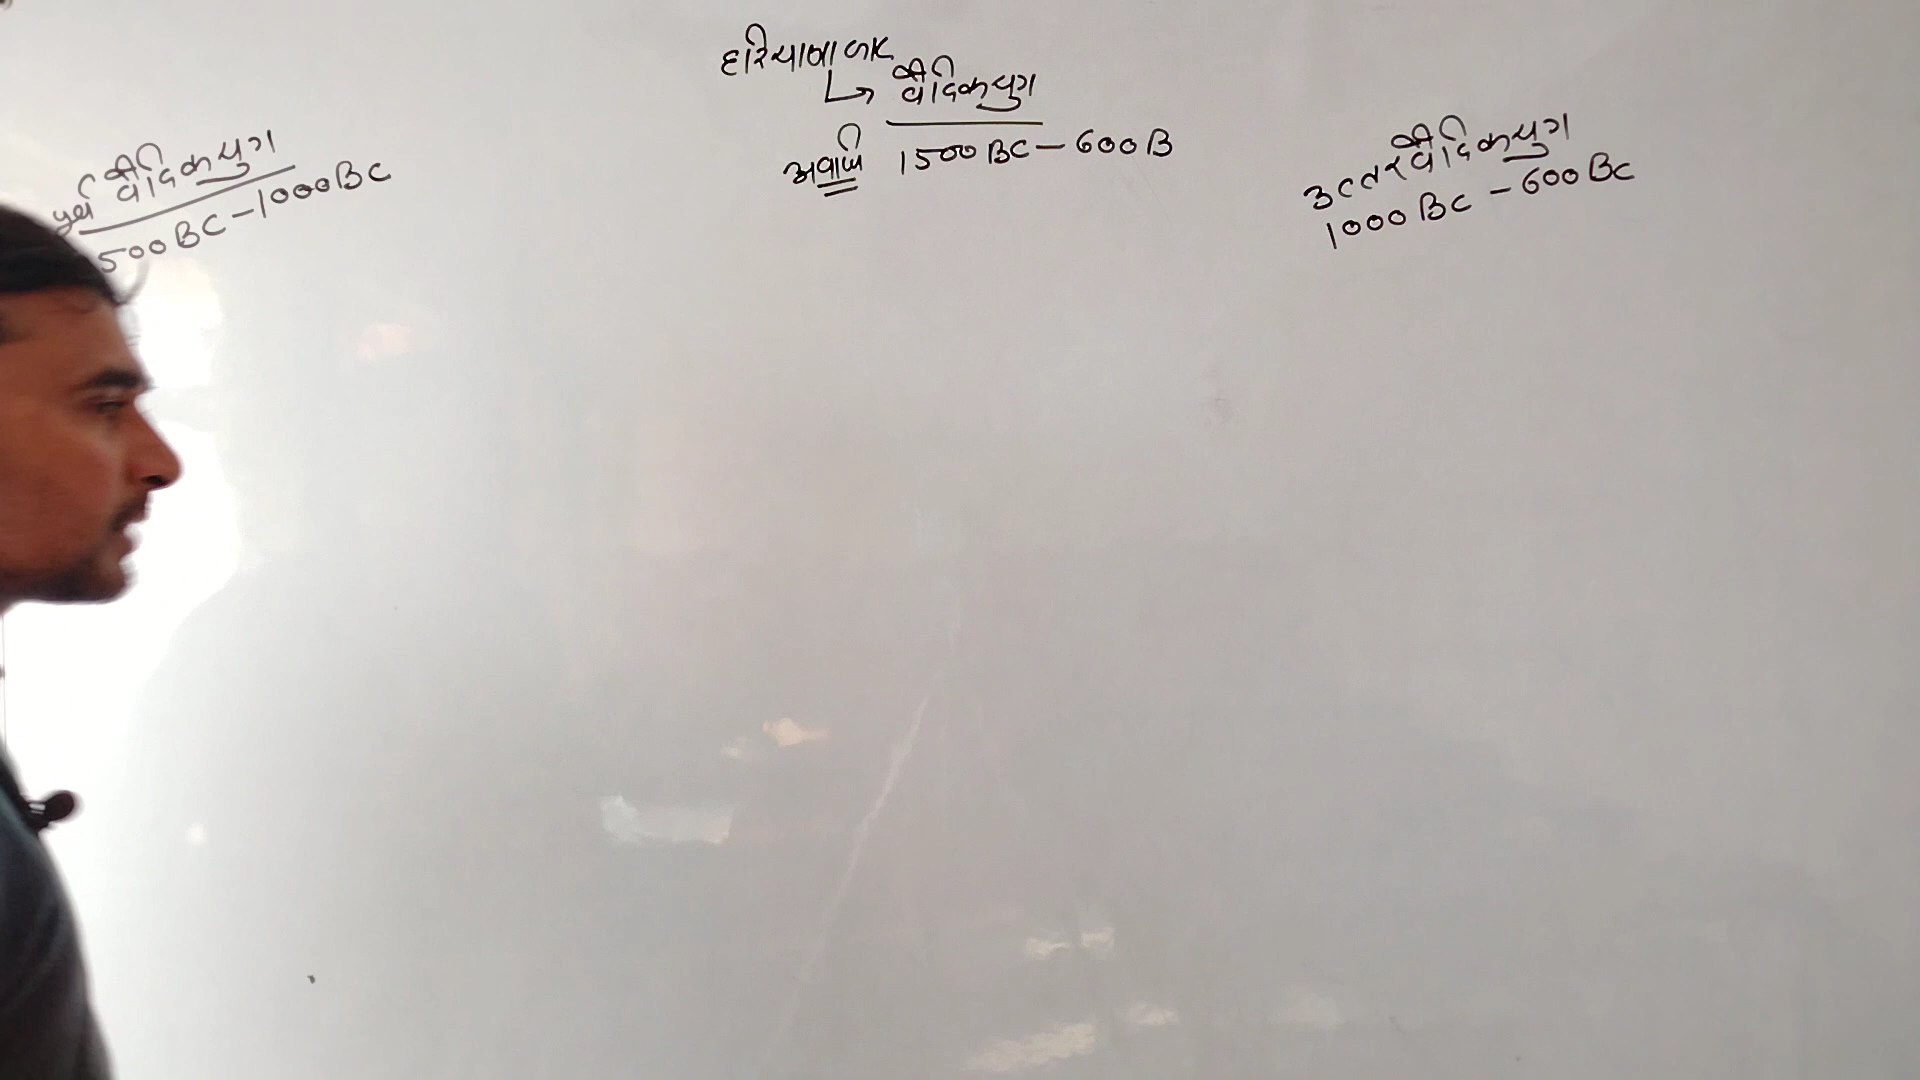 हरियाणा GK
वैदिक युग
अवधि 1500 BC – 600 B
पूर्व वैदिक युग
1500 BC – 1000 BC
उत्तर वैदिक युग
1000 BC – 600 BC